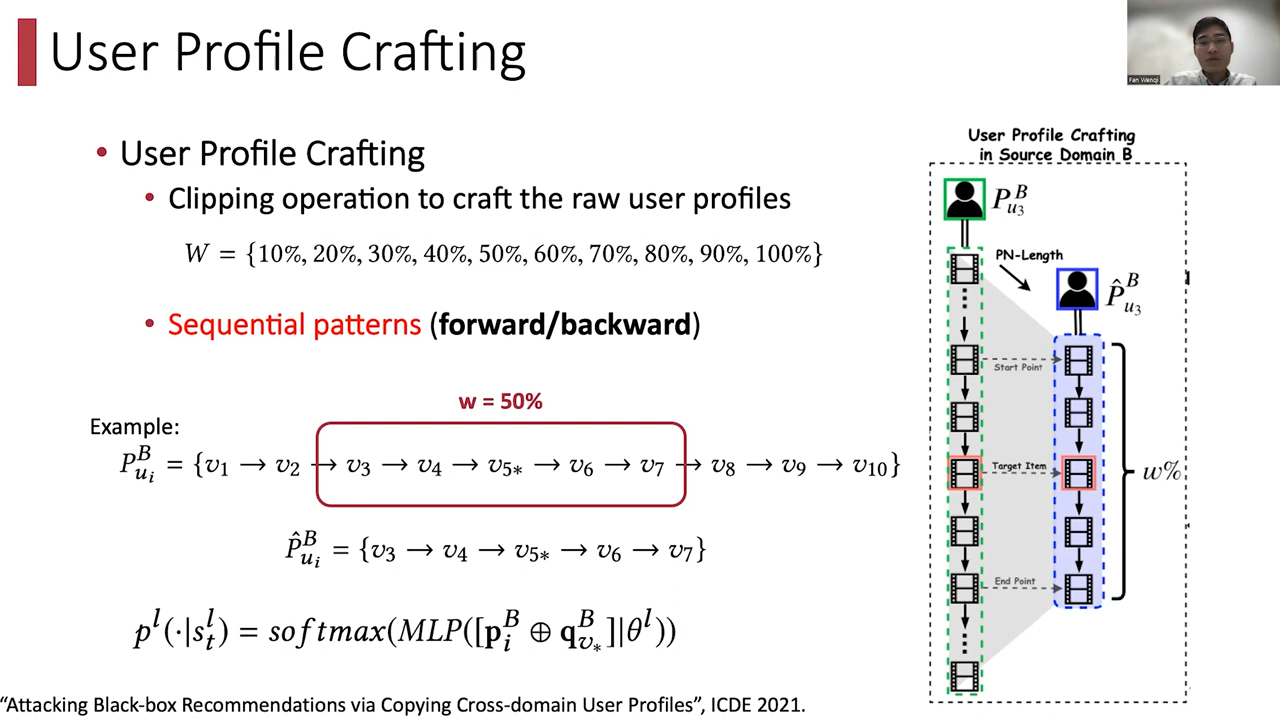 User Profile Crafting
Fan Wenqi
• User Profile Crafting
• Clipping operation to craft the raw user profiles
W = {10%, 20%, 30%, 40%, 50%, 60%, 70%, 80%, 90%, 100%}
• Sequential patterns (forward/backward)
w = 50%
Example:
P^B_{u_i} = {v_1 → v_2 → v_3 → v_4 → v_{5*} → v_6 → v_7 → v_8 → v_9 → v_{10}}
P̂^B_{u_i} = {v_3 → v_4 → v_{5*} → v_6 → v_7}
p^l(·|s^l_t) = softmax(MLP([p^B_i ⊕ q^B_{v_*}]|θ^l))
"Attacking Black-box Recommendations via Copying Cross-domain User Profiles", ICDE 2021.
User Profile Crafting
in Source Domain B
P^B_{u_3}
PN-Length
P̂^B_{u_3}
Start Point
Target Item
w%
End Point